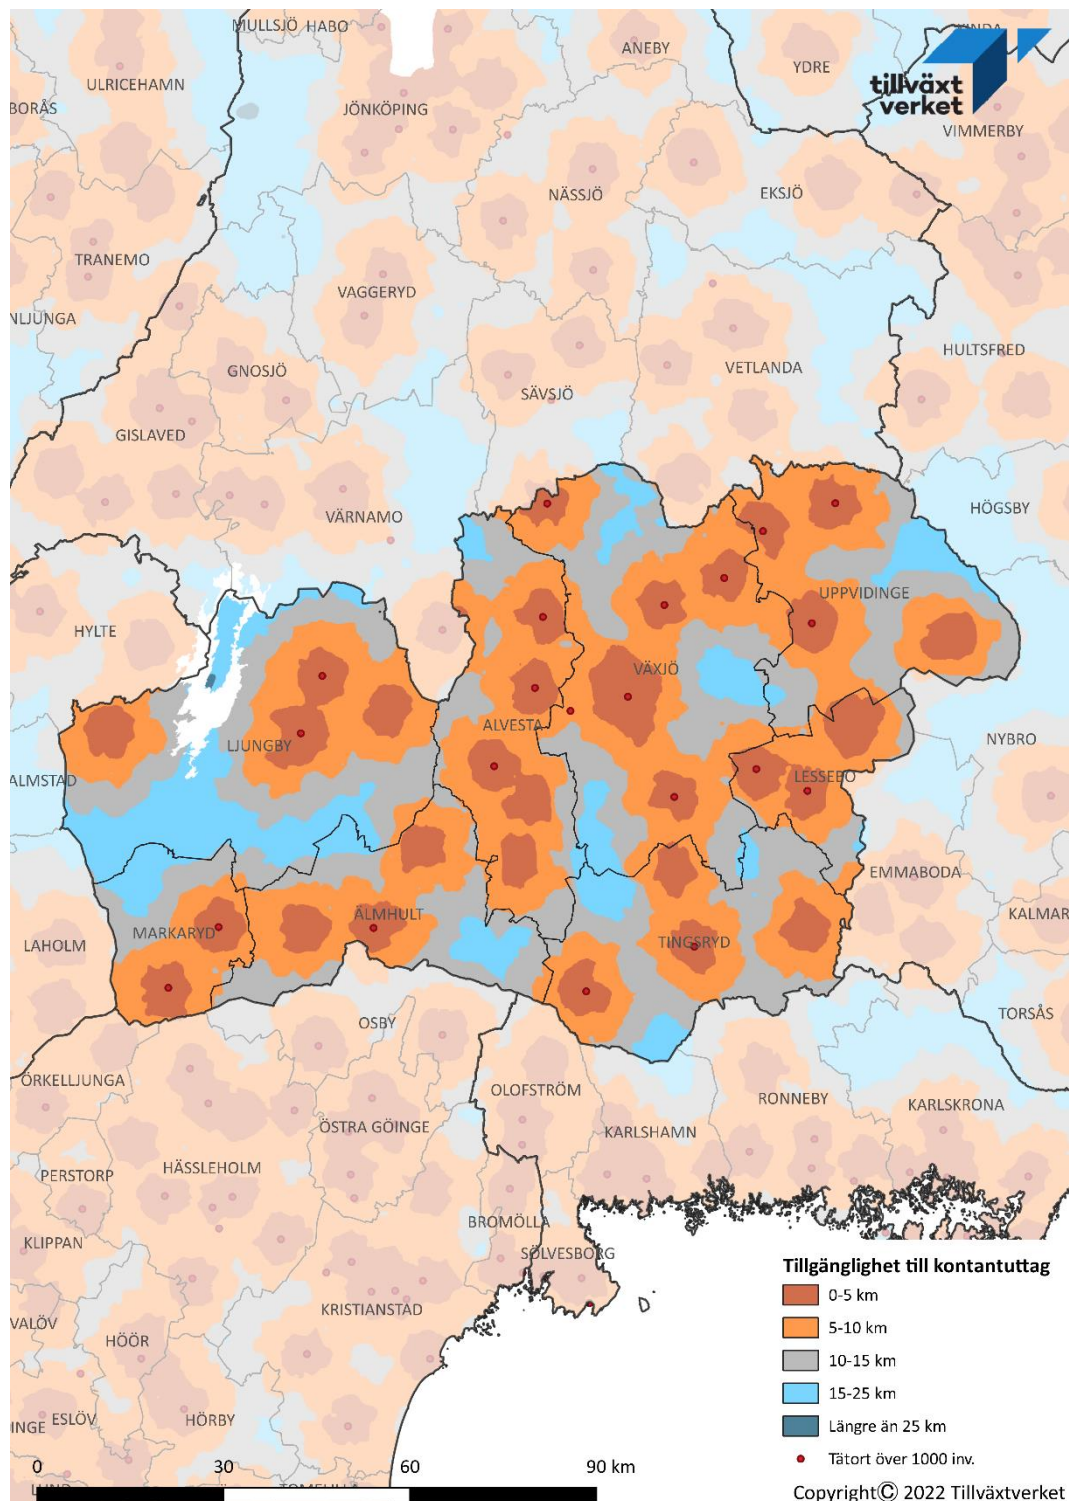 MULLSJÖ
HABO
ANEBY
YDRE
tillväxt
verket
ULRICEHAMN
BORÅS
JÖNKÖPING
VIMMERBY
NÄSSJÖ
EKSJÖ
TRANEMO
VAGGERYD
NLJUNGA
HULTSFRED
GNOSJÖ
VETLANDA
SÄVSJÖ
GISLAVED
HÖGSBY
VÄRNAMO
UPPVIDINGE
HYLTE
VÄXJÖ
ALVESTA
LJUNGBY
NYBRO
ALMSTAD
LESSEBO
EMMABODA
ÄLMHULT
KALMAR
MARKARYD
LAHOLM
TINGSRYD
TORSÅS
OSBY
ÖRKELLJUNGA
OLOFSTRÖM
RONNEBY
KARLSKRONA
ÖSTRA GÖINGE
KARLSHAMN
HÄSSLEHOLM
PERSTORP
BROMÖLLA
KLIPPAN
SÖLVESBORG
KRISTIANSTAD
VALÖV
HÖÖR
INGE
ESLÖV
HÖRBY
Tillgänglighet till kontantuttag
0-5 km
5-10 km
10-15 km
15-25 km
Längre än 25 km
Tätort över 1000 inv.
0 30 60 90 km
Copyright© 2022 Tillväxtverket